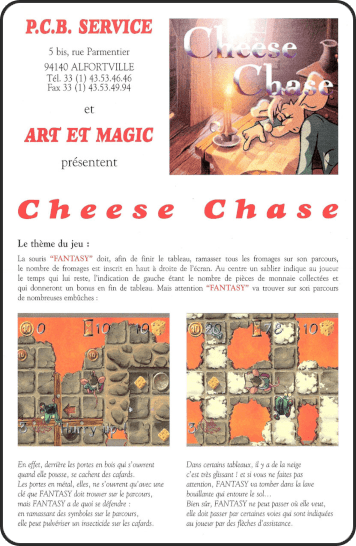 P.C.B. SERVICE
5 bis, rue Parmentier
94140 ALFORTVILLE
Tél. 33 (1) 43.53.46.46
Fax 33 (1) 43.53.49.94
et
ART ET MAGIC
présentent
Cheese
Chase
Cheese Chase
Le thème du jeu :
La souris "FANTASY" doit, afin de finir le tableau, ramasser tous les fromages sur son parcours,
le nombre de fromages est inscrit en haut à droite de l'écran. Au centre un sablier indique au joueur
le temps qui lui reste, l'indication de gauche étant le nombre de pièces de monnaie collectées et
qui donneront un bonus en fin de tableau. Mais attention "FANTASY" va trouver sur son parcours
de nombreuses embûches :
En effet, derrière les portes en bois qui s'ouvrent
quand elle pousse, se cachent des cafards.
Les portes en métal, elles, ne s'ouvrent qu'avec une
clé que FANTASY doit trouver sur le parcours,
mais FANTASY a de quoi se défendre :
en ramassant des symboles sur le parcours,
elle peut pulvériser un insecticide sur les cafards.
Dans certains tableaux, il y a de la neige
c'est très glissant ! et si vous ne faites pas
attention, FANTASY va tomber dans la lave
bouillante qui entoure le sol...
Bien sûr, FANTASY ne peut passer où elle veut,
elle doit passer par certaines voies qui sont indiquées
au joueur par des flèches d'assistance.